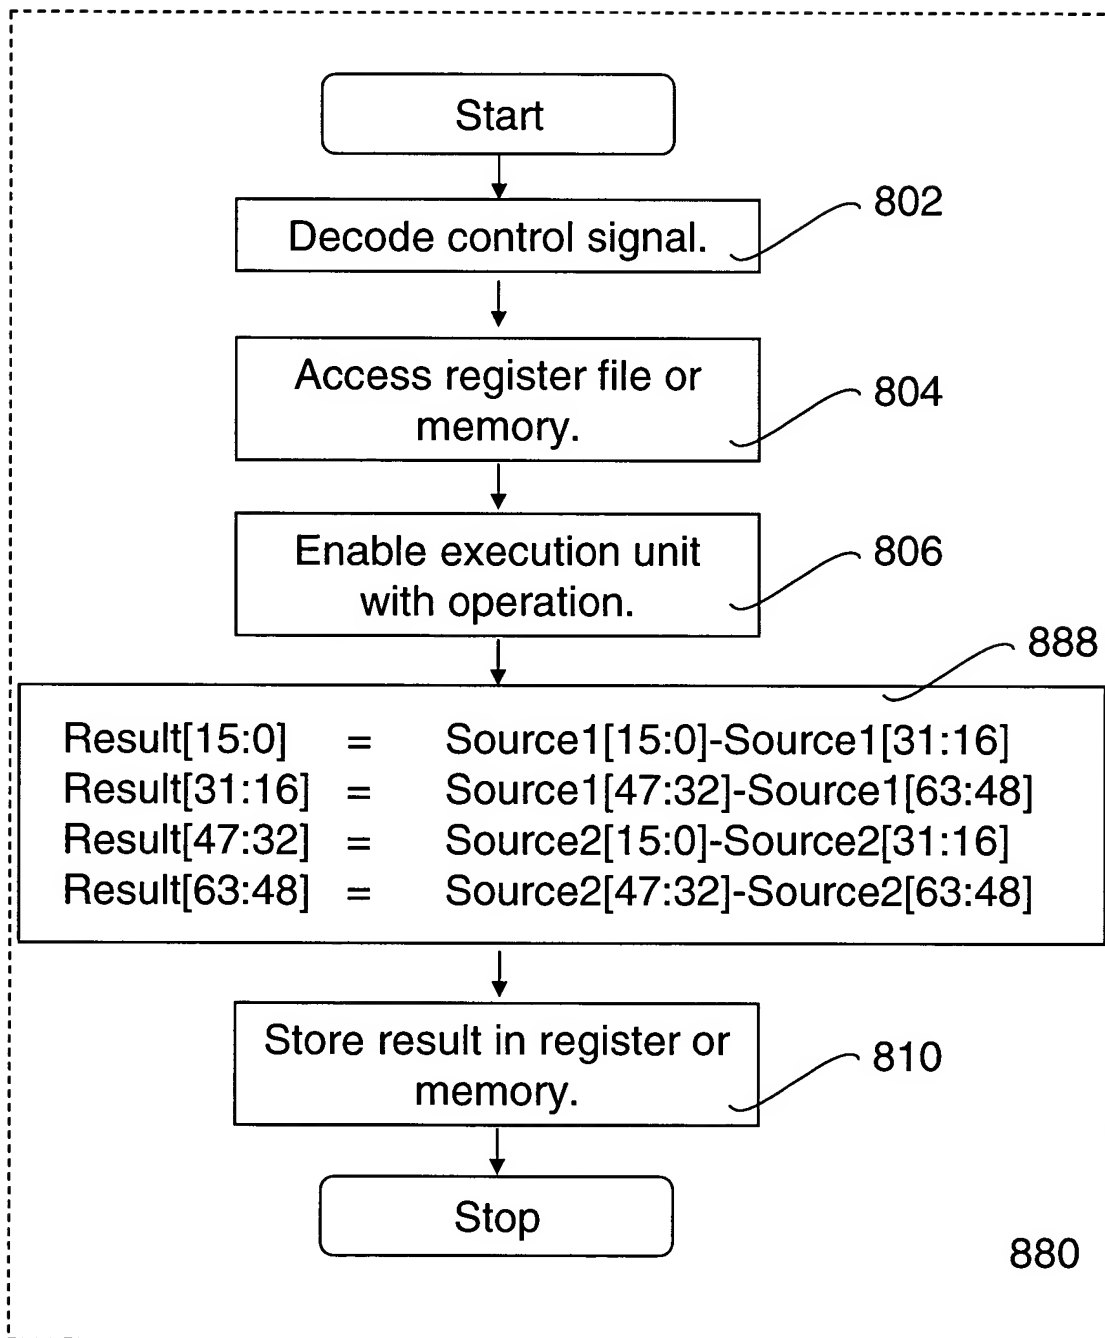 Start
802
Decode control signal.
Access register file or
memory.
804
Enable execution unit
with operation.
806
888
Result[15:0] = Source1[15:0]-Source1[31:16]
Result[31:16] = Source1[47:32]-Source1[63:48]
Result[47:32] = Source2[15:0]-Source2[31:16]
Result[63:48] = Source2[47:32]-Source2[63:48]
Store result in register or
memory.
810
Stop
880